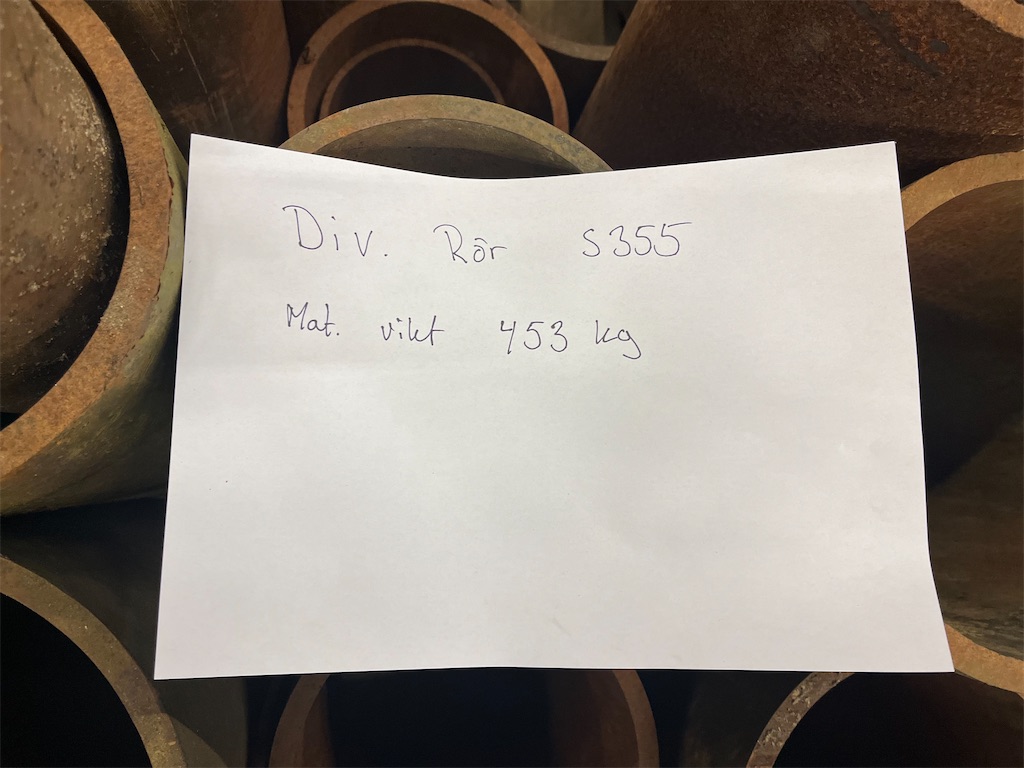 Div. Rör S355
Mat. vikt 453 kg